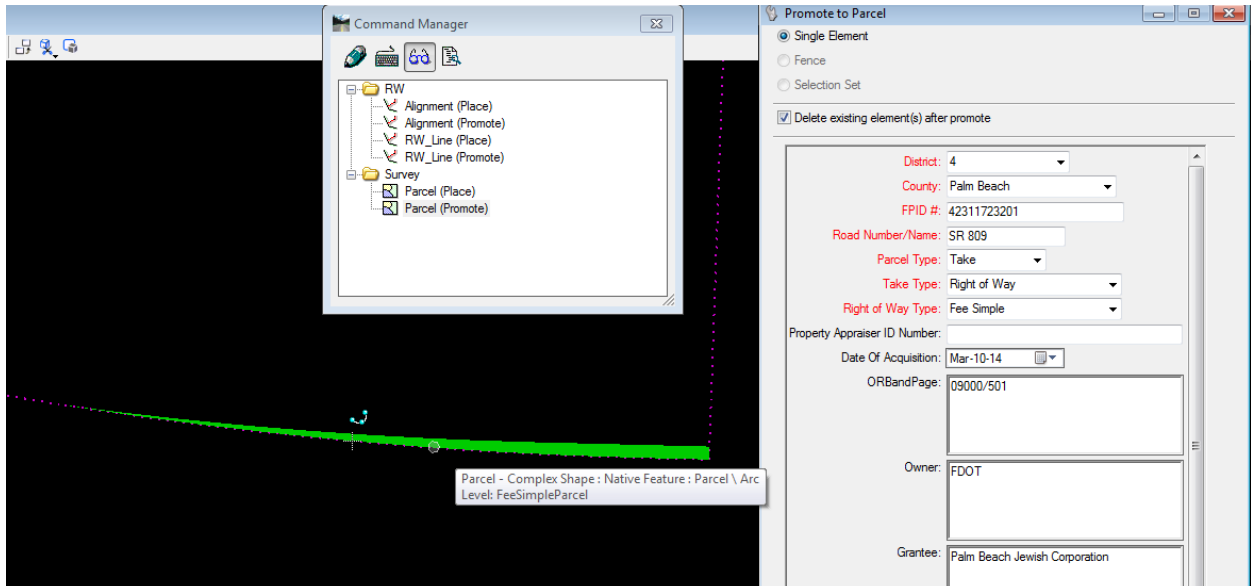 Command Manager
RW
Alignment (Place)
Alignment (Promote)
RW_Line (Place)
RW_Line (Promote)
Survey
Parcel (Place)
Parcel (Promote)
Parcel - Complex Shape : Native Feature : Parcel \ Arc
Level: FeeSimpleParcel
Promote to Parcel
Single Element
Fence
Selection Set
Delete existing element(s) after promote
District: 4
County: Palm Beach
FPID #: 42311723201
Road Number/Name: SR 809
Parcel Type: Take
Take Type: Right of Way
Right of Way Type: Fee Simple
Property Appraiser ID Number:
Date Of Acquisition: Mar-10-14
ORBandPage: 09000/501
Owner: FDOT
Grantee: Palm Beach Jewish Corporation